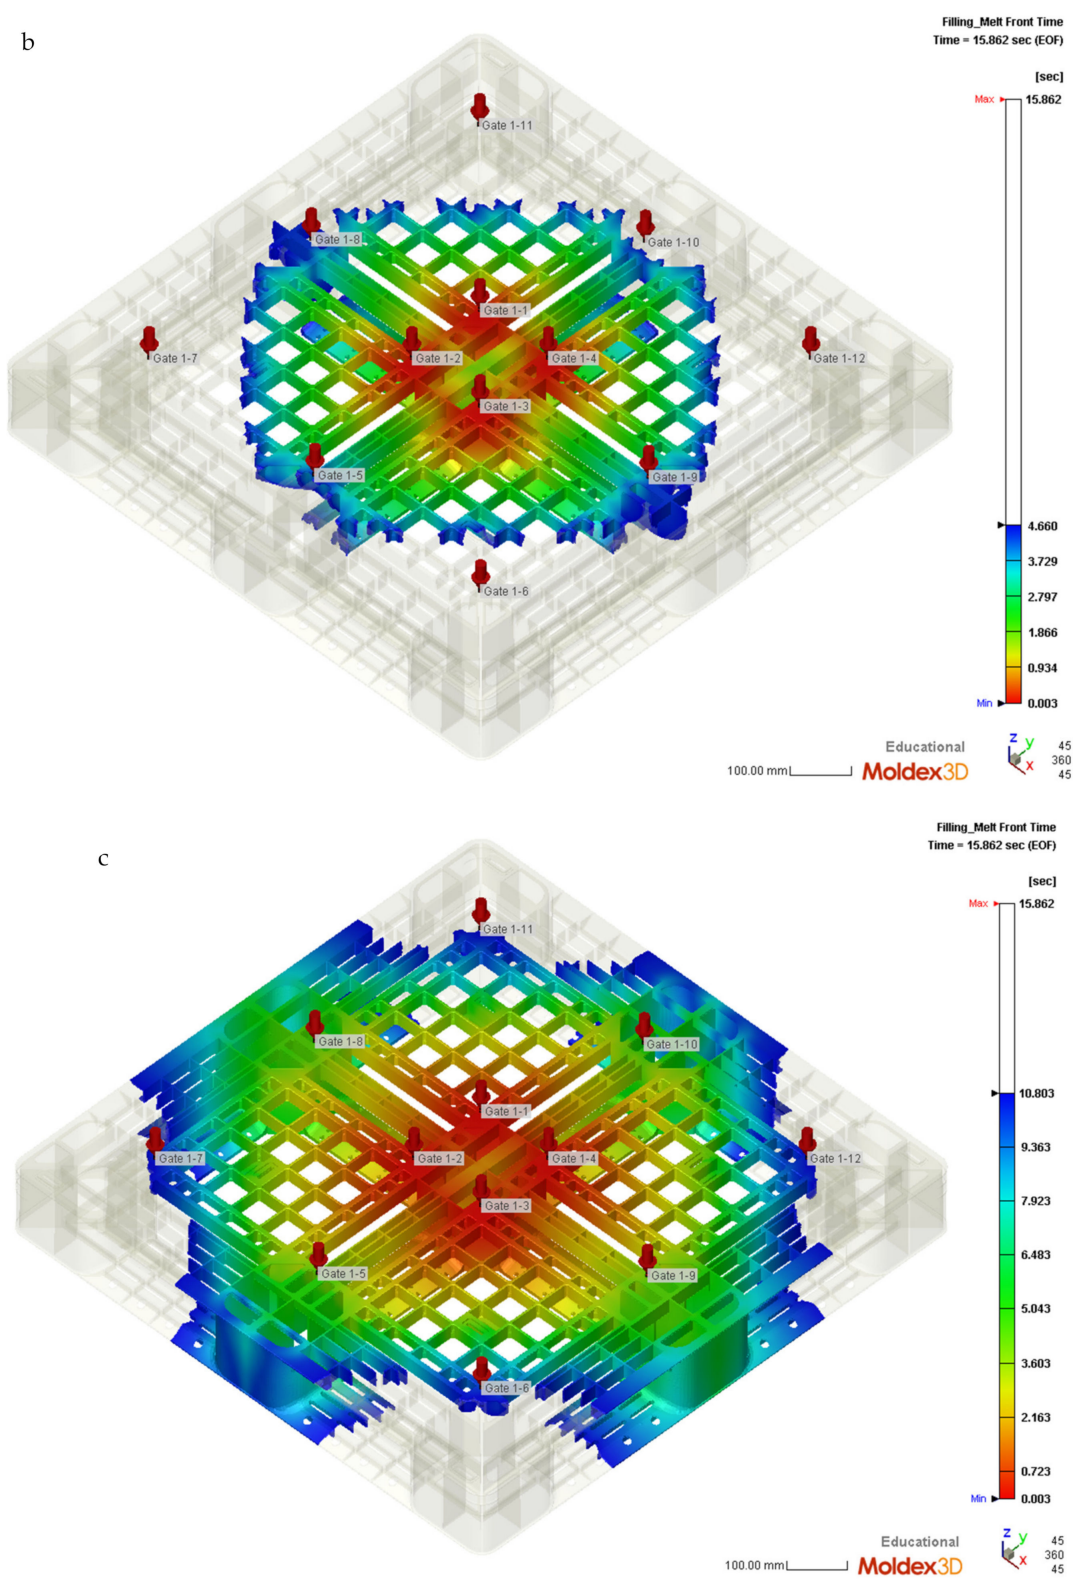 b
Filling_Melt Front Time
Time = 15.862 sec (EOF)
[sec]
Max 15.862
Gate 1-11
Gate 1-8
Gate 1-10
Gate 1-1
Gate 1-7
Gate 1-2
Gate 1-4
Gate 1-12
Gate 1-3
Gate 1-5
Gate 1-9
4.660
3.729
Gate 1-6
2.797
1.866
0.934
Min 0.003
Educational
Moldex3D
100.00 mm
z y x
45
360
45
c
Filling_Melt Front Time
Time = 15.862 sec (EOF)
[sec]
Max 15.862
Gate 1-11
Gate 1-8
Gate 1-10
10.803
Gate 1-1
9.363
Gate 1-7
Gate 1-2
Gate 1-4
Gate 1-12
7.923
Gate 1-3
6.483
Gate 1-5
Gate 1-9
5.043
3.603
Gate 1-6
2.163
0.723
Min 0.003
Educational
Moldex3D
100.00 mm
z y x
45
360
45